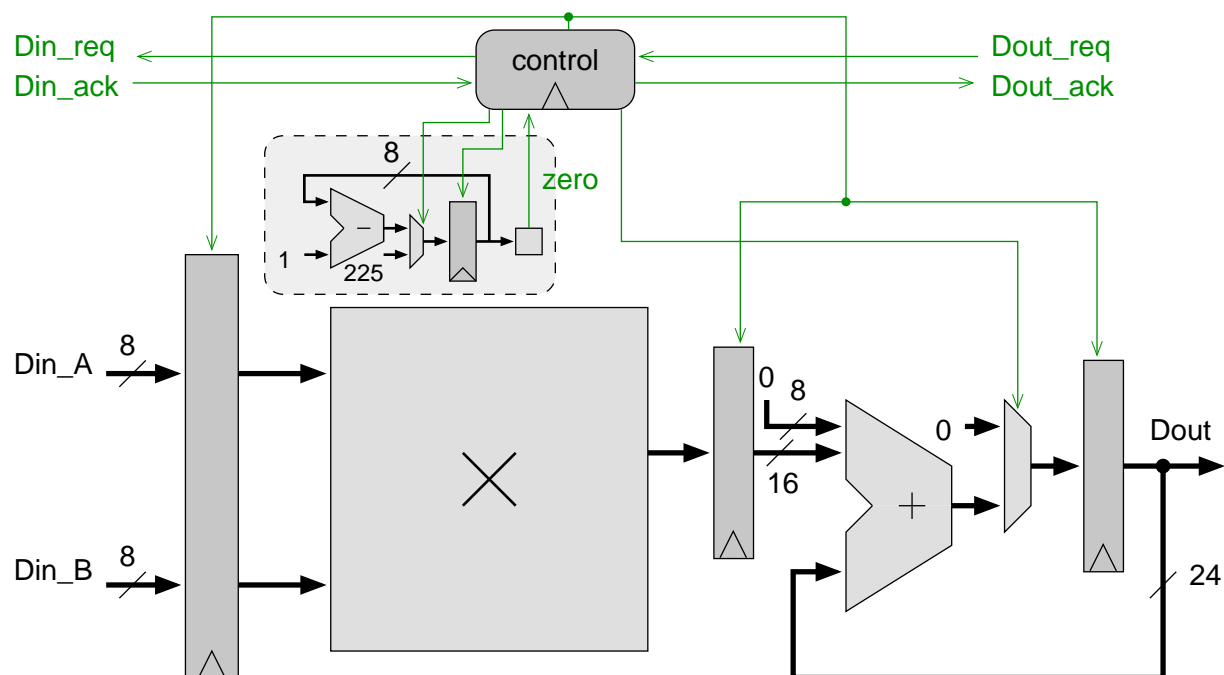 Din_req
control
Dout_req
Din_ack
Dout_ack
8
zero
−
1
225
Din_A
8
0
8
0
Dout
16
+
Din_B
8
24